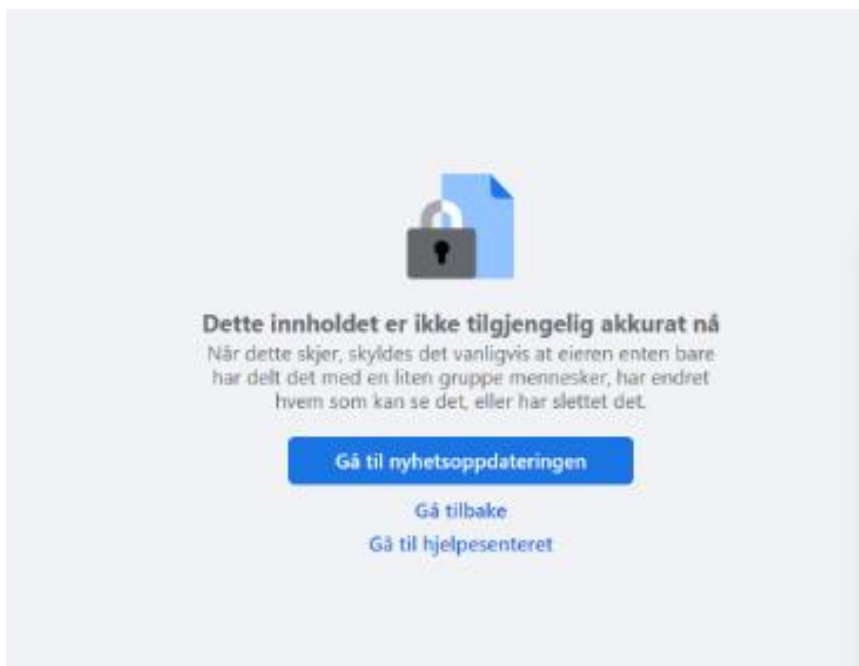 Dette innholdet er ikke tilgjengelig akkurat nå
Når dette skjer, skyldes det vanligvis at eieren enten bare
har delt det med en liten gruppe mennesker, har endret
hvem som kan se det, eller har slettet det.
Gå til nyhetsoppdateringen
Gå tilbake
Gå til hjelpesenteret